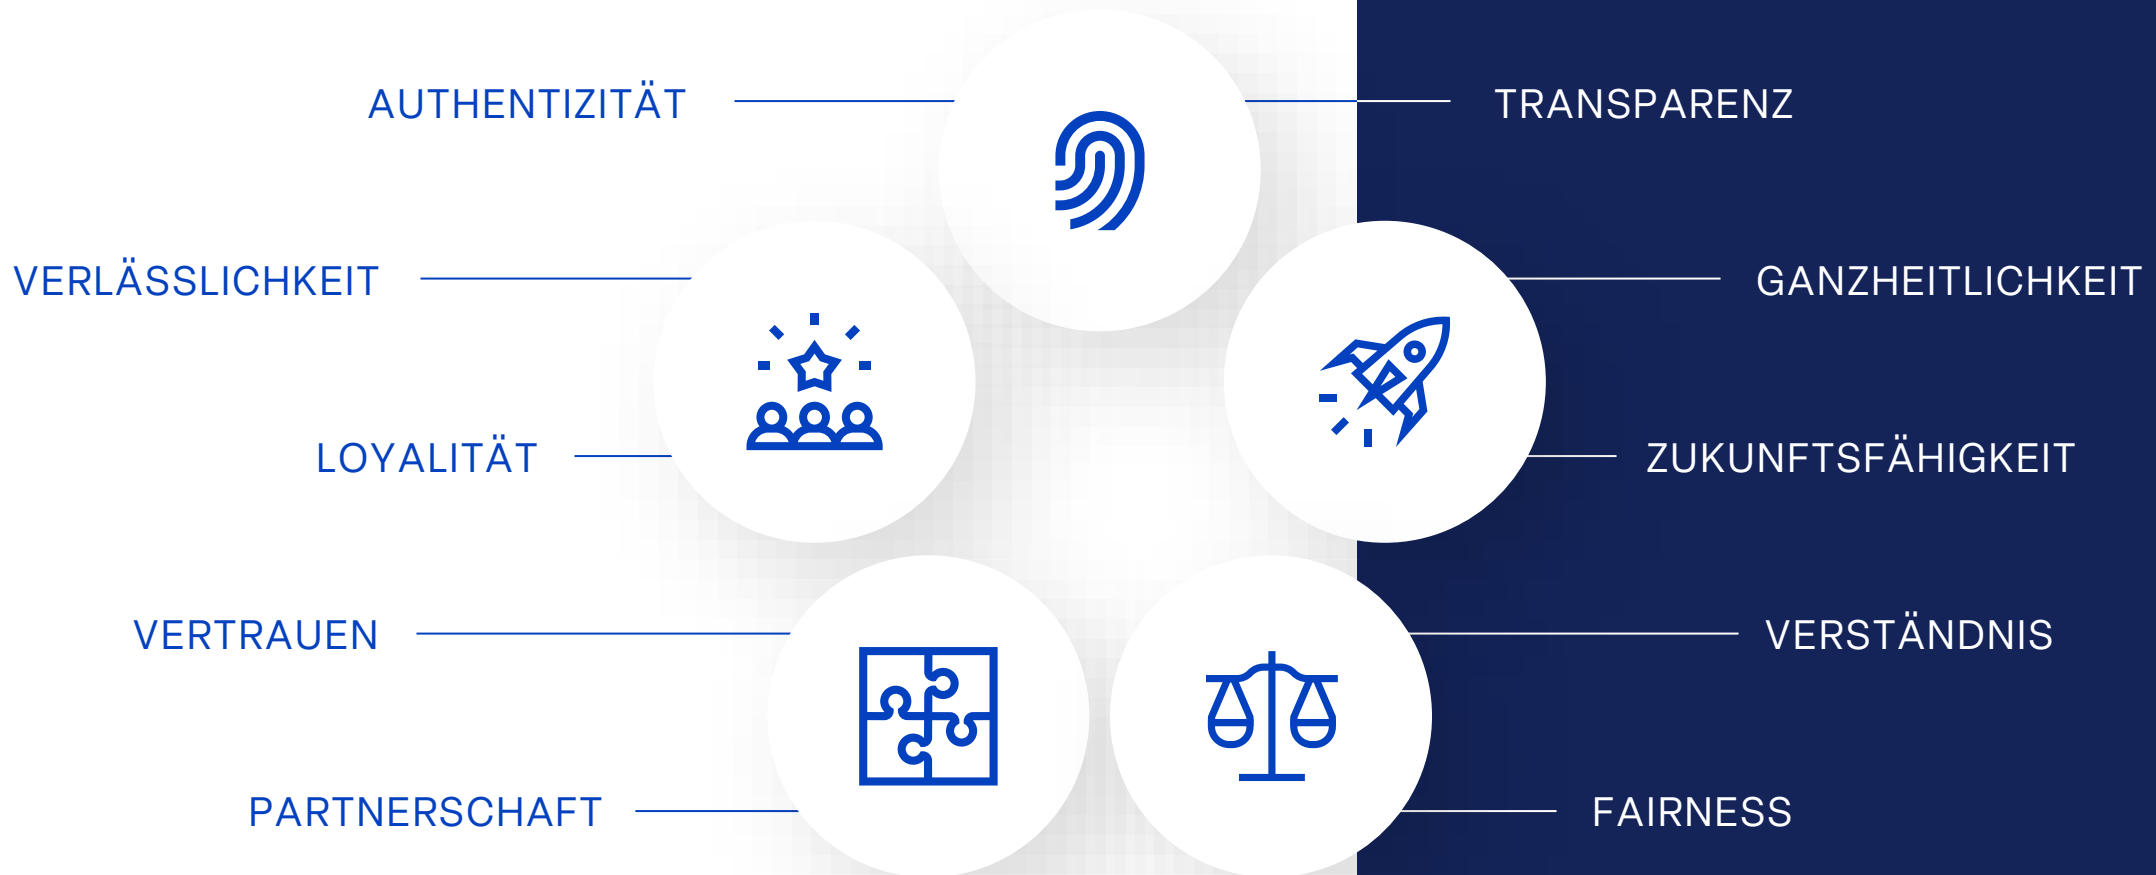 AUTHENTIZITÄT
TRANSPARENZ
VERLÄSSLICHKEIT
GANZHEITLICHKEIT
LOYALITÄT
ZUKUNFTSFÄHIGKEIT
VERTRAUEN
VERSTÄNDNIS
PARTNERSCHAFT
FAIRNESS